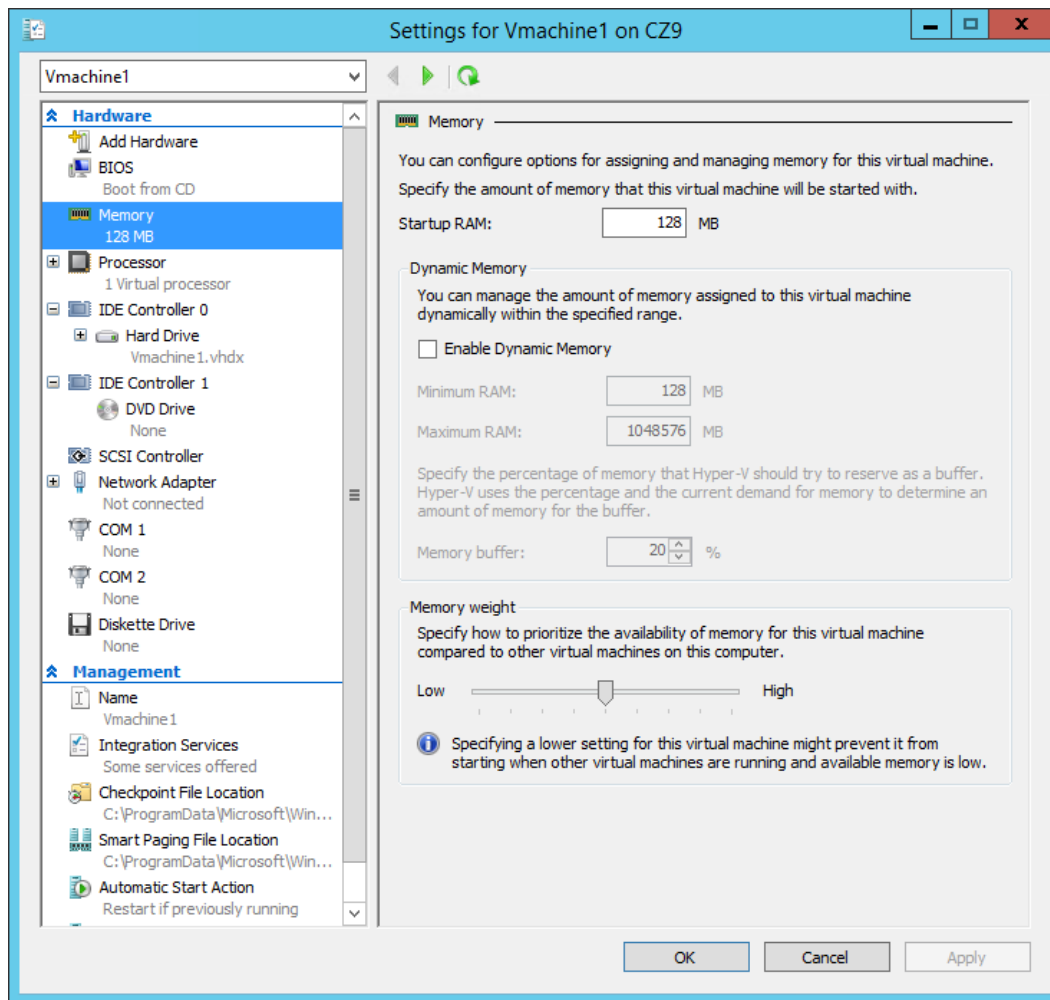 Settings for Vmachine1 on CZ9
Vmachine1
Hardware
Add Hardware
BIOS
Boot from CD
Memory
128 MB
Processor
1 Virtual processor
IDE Controller 0
Hard Drive
Vmachine1.vhdx
IDE Controller 1
DVD Drive
None
SCSI Controller
Network Adapter
Not connected
COM 1
None
COM 2
None
Diskette Drive
None
Management
Name
Vmachine1
Integration Services
Some services offered
Checkpoint File Location
C:\ProgramData\Microsoft\Win...
Smart Paging File Location
C:\ProgramData\Microsoft\Win...
Automatic Start Action
Restart if previously running
Memory
You can configure options for assigning and managing memory for this virtual machine.
Specify the amount of memory that this virtual machine will be started with.
Startup RAM: 128 MB
Dynamic Memory
You can manage the amount of memory assigned to this virtual machine
dynamically within the specified range.
Enable Dynamic Memory
Minimum RAM: 128 MB
Maximum RAM: 1048576 MB
Specify the percentage of memory that Hyper-V should try to reserve as a buffer.
Hyper-V uses the percentage and the current demand for memory to determine an
amount of memory for the buffer.
Memory buffer: 20 %
Memory weight
Specify how to prioritize the availability of memory for this virtual machine
compared to other virtual machines on this computer.
Low High
Specifying a lower setting for this virtual machine might prevent it from
starting when other virtual machines are running and available memory is low.
OK Cancel Apply